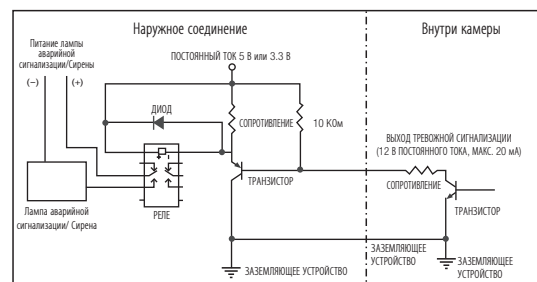 Наружное соединение
Внутри камеры
Питание лампы
аварийной
сигнализации/Сирены
(−)
(+)
ПОСТОЯННЫЙ ТОК 5 В или 3.3 В
ДИОД
СОПРОТИВЛЕНИЕ
10 КОм
ВЫХОД ТРЕВОЖНОЙ СИГНАЛИЗАЦИИ
(12 В ПОСТОЯННОГО ТОКА, МАКС. 20 мА)
ТРАНЗИСТОР
СОПРОТИВЛЕНИЕ
ТРАНЗИСТОР
РЕЛЕ
Лампа аварийной
сигнализации/ Сирена
ЗАЗЕМЛЯЮЩЕЕ
УСТРОЙСТВО
ЗАЗЕМЛЯЮЩЕЕ УСТРОЙСТВО
ЗАЗЕМЛЯЮЩЕЕ
УСТРОЙСТВО